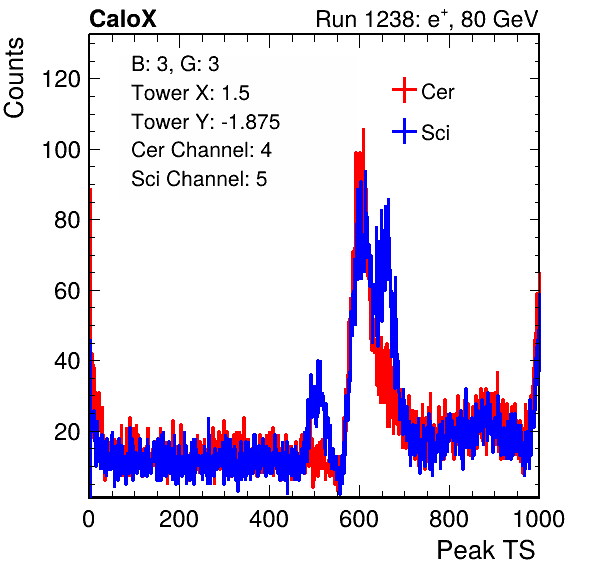 CaloX Run 1238: e⁺, 80 GeV
Counts
B: 3, G: 3
Tower X: 1.5
Tower Y: -1.875
Cer Channel: 4
Sci Channel: 5
Cer
Sci
120
100
80
60
40
20
0 200 400 600 800 1000
Peak TS